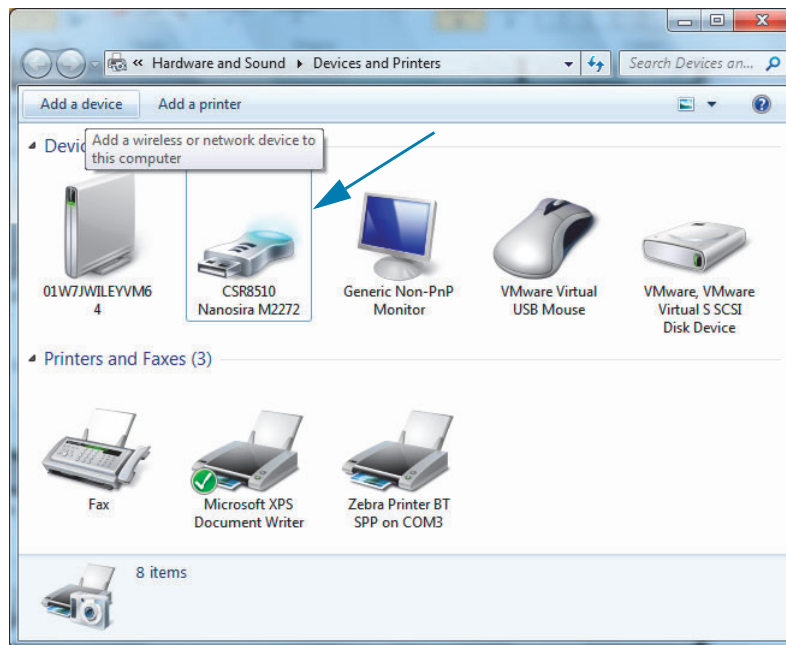 « Hardware and Sound ▸ Devices and Printers
Search Devices an...
Add a device Add a printer
Devic
Add a wireless or network device to
this computer
01W7JWILEYVM6
4
CSR8510
Nanosira M2272
Generic Non-PnP
Monitor
VMware Virtual
USB Mouse
VMware, VMware
Virtual S SCSI
Disk Device
Printers and Faxes (3)
Fax
Microsoft XPS
Document Writer
Zebra Printer BT
SPP on COM3
8 items